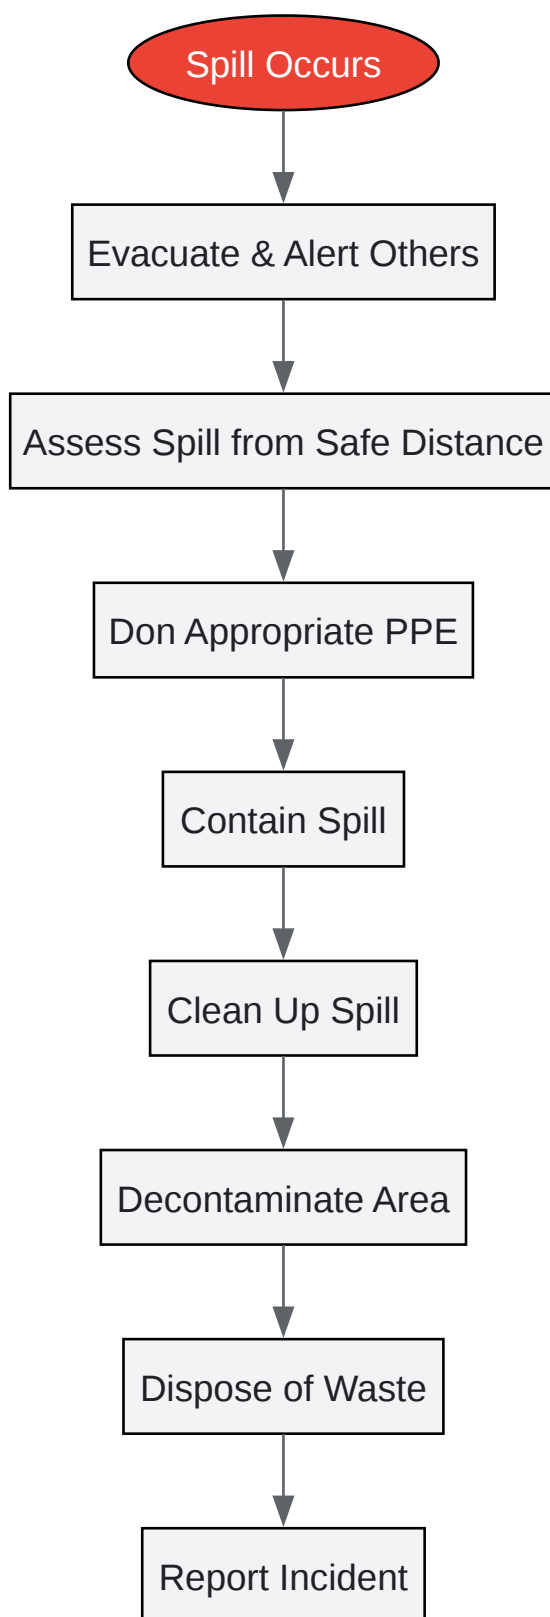 Spill Occurs
Evacuate & Alert Others
Assess Spill from Safe Distance
Don Appropriate PPE
Contain Spill
Clean Up Spill
Decontaminate Area
Dispose of Waste
Report Incident